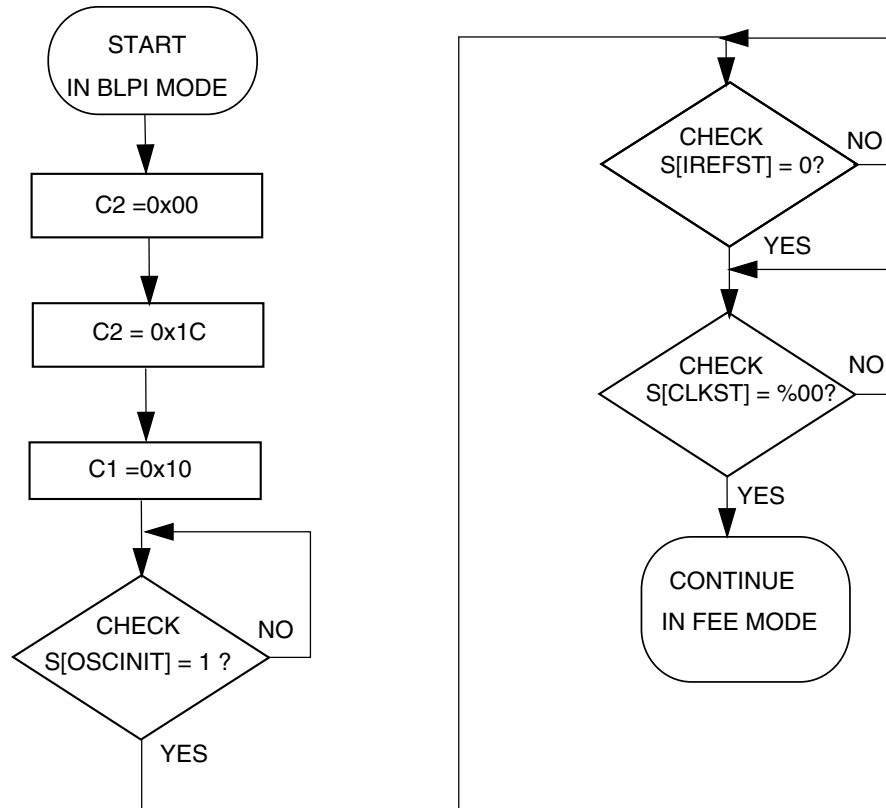 START
IN BLPI MODE
C2 =0x00
C2 = 0x1C
C1 =0x10
CHECK
S[OSCINIT] = 1 ?
NO
YES
CHECK
S[IREFST] = 0?
NO
YES
CHECK
S[CLKST] = %00?
NO
YES
CONTINUE
IN FEE MODE